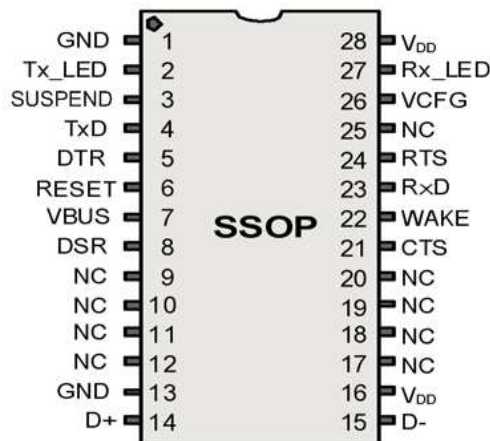 GND 1 28 VDD
Tx_LED 2 27 Rx_LED
SUSPEND 3 26 VCFG
TxD 4 25 NC
DTR 5 24 RTS
RESET 6 23 RxD
VBUS 7 22 WAKE
SSOP
DSR 8 21 CTS
NC 9 20 NC
NC 10 19 NC
NC 11 18 NC
NC 12 17 NC
GND 13 16 VDD
D+ 14 15 D-